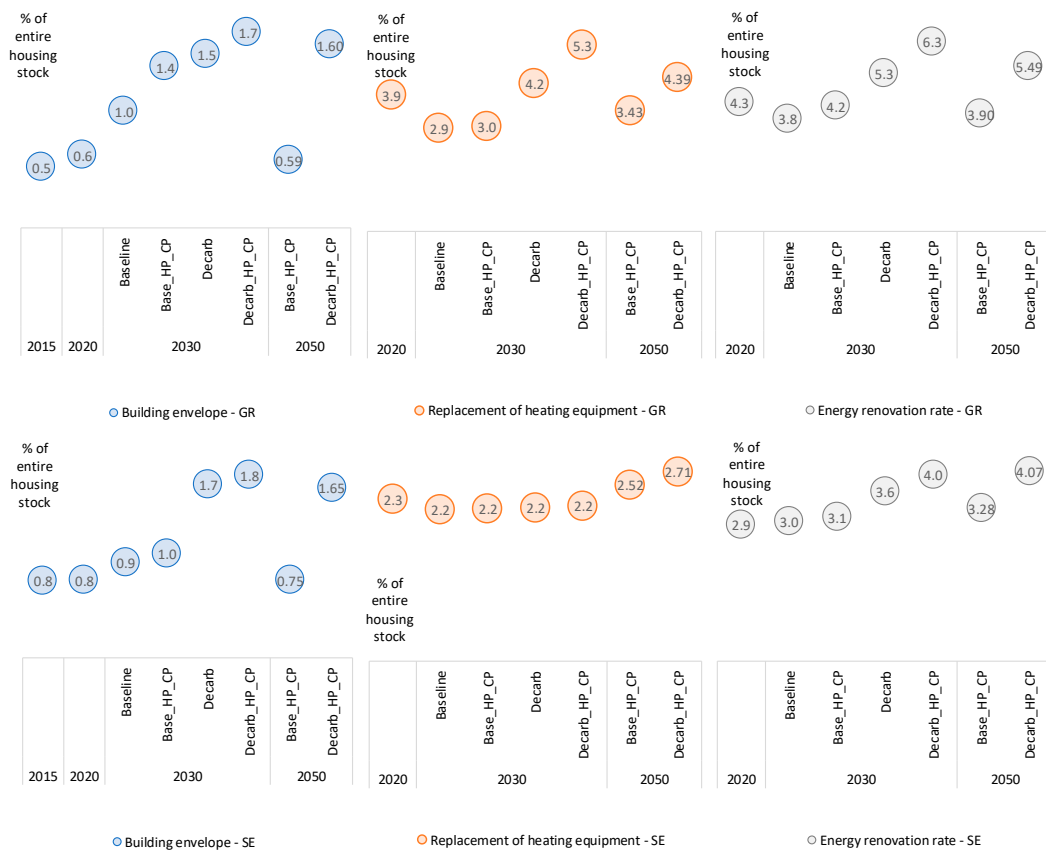 % of
entire
housing
stock
0.5
0.6
1.0
1.4
1.5
1.7
0.59
1.60
Baseline
Base_HP_CP
Decarb
Decarb_HP_CP
Base_HP_CP
Decarb_HP_CP
2015
2020
2030
2050
Building envelope - GR
% of
entire
housing
stock
3.9
2.9
3.0
4.2
5.3
3.43
4.39
Baseline
Base_HP_CP
Decarb
Decarb_HP_CP
Base_HP_CP
Decarb_HP_CP
2020
2030
2050
Replacement of heating equipment - GR
% of
entire
housing
stock
4.3
3.8
4.2
5.3
6.3
3.90
5.49
Baseline
Base_HP_CP
Decarb
Decarb_HP_CP
Base_HP_CP
Decarb_HP_CP
2020
2030
2050
Energy renovation rate - GR
% of
entire
housing
stock
0.8
0.8
0.9
1.0
1.7
1.8
0.75
1.65
Baseline
Base_HP_CP
Decarb
Decarb_HP_CP
Base_HP_CP
Decarb_HP_CP
2015
2020
2030
2050
Building envelope - SE
2.3
2.2
2.2
2.2
2.2
2.52
2.71
% of
entire
housing
stock
Baseline
Base_HP_CP
Decarb
Decarb_HP_CP
Base_HP_CP
Decarb_HP_CP
2020
2030
2050
Replacement of heating equipment - SE
% of
entire
housing
stock
2.9
3.0
3.1
3.6
4.0
3.28
4.07
Baseline
Base_HP_CP
Decarb
Decarb_HP_CP
Base_HP_CP
Decarb_HP_CP
2020
2030
2050
Energy renovation rate - SE